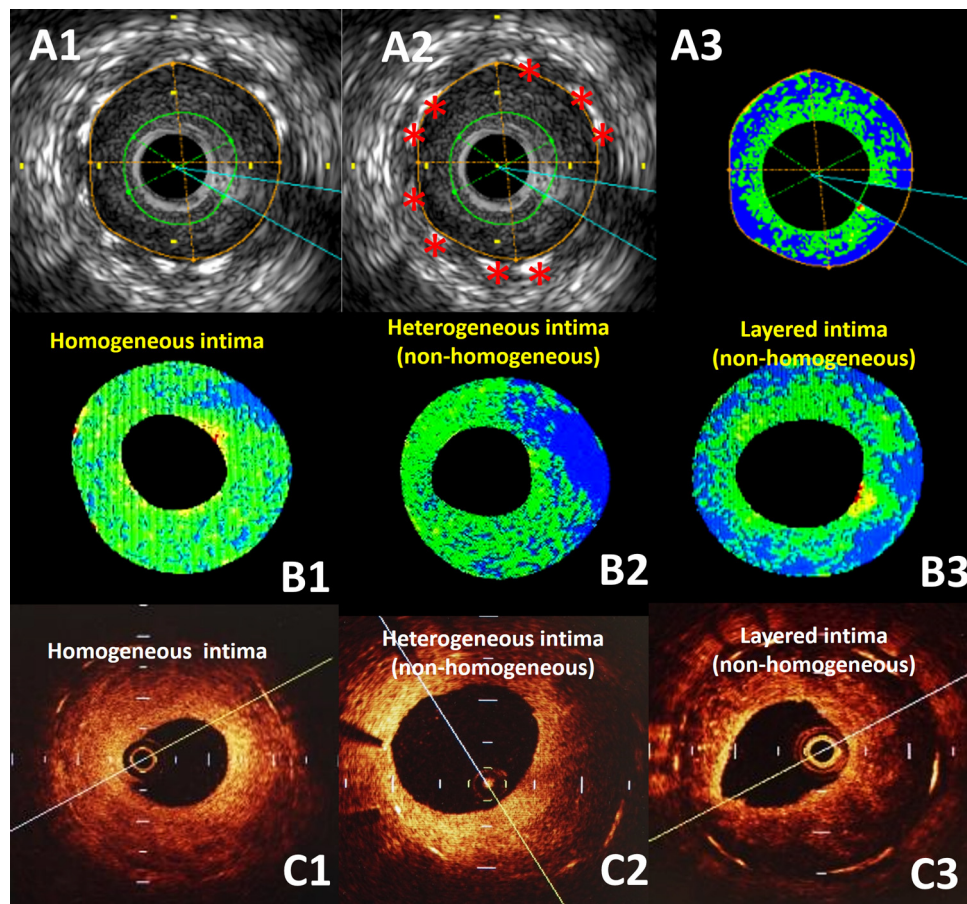 A1
A2
A3
Homogeneous intima
Heterogeneous intima
(non-homogeneous)
Layered intima
(non-homogeneous)
B1
B2
B3
Homogeneous intima
Heterogeneous intima
(non-homogeneous)
Layered intima
(non-homogeneous)
C1
C2
C3